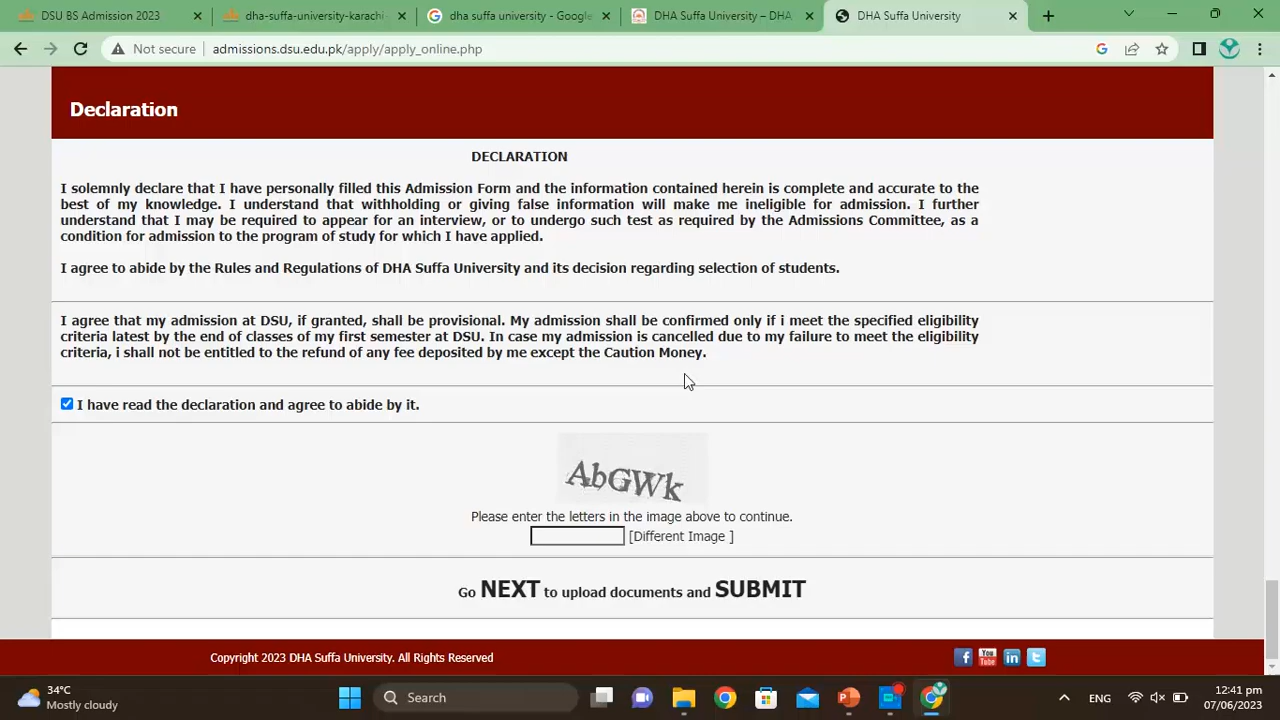 DSU BS Admission 2023
dha-suffa-university-karachi
dha suffa university - Google
DHA Suffa University – DHA
DHA Suffa University
Not secure
admissions.dsu.edu.pk/apply/apply_online.php
Declaration
DECLARATION
I solemnly declare that I have personally filled this Admission Form and the information contained herein is complete and accurate to the
best of my knowledge. I understand that withholding or giving false information will make me ineligible for admission. I further
understand that I may be required to appear for an interview, or to undergo such test as required by the Admissions Committee, as a
condition for admission to the program of study for which I have applied.
I agree to abide by the Rules and Regulations of DHA Suffa University and its decision regarding selection of students.
I agree that my admission at DSU, if granted, shall be provisional. My admission shall be confirmed only if i meet the specified eligibility
criteria latest by the end of classes of my first semester at DSU. In case my admission is cancelled due to my failure to meet the eligibility
criteria, i shall not be entitled to the refund of any fee deposited by me except the Caution Money.
I have read the declaration and agree to abide by it.
AbGWk
Please enter the letters in the image above to continue.
[Different Image ]
Go NEXT to upload documents and SUBMIT
Copyright 2023 DHA Suffa University. All Rights Reserved
34°C
Mostly cloudy
Search
ENG
12:41 pm
07/06/2023